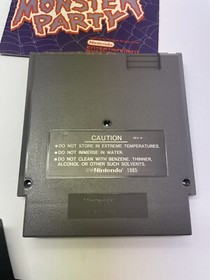 MONSTER
PARTY
Nintendo
CAUTION
•DO NOT STORE IN EXTREME TEMPERATURES.
•DO NOT IMMERSE IN WATER.
•DO NOT CLEAN WITH BENZENE, THINNER,
ALCOHOL OR OTHER SUCH SOLVENTS.
©Nintendo 1985